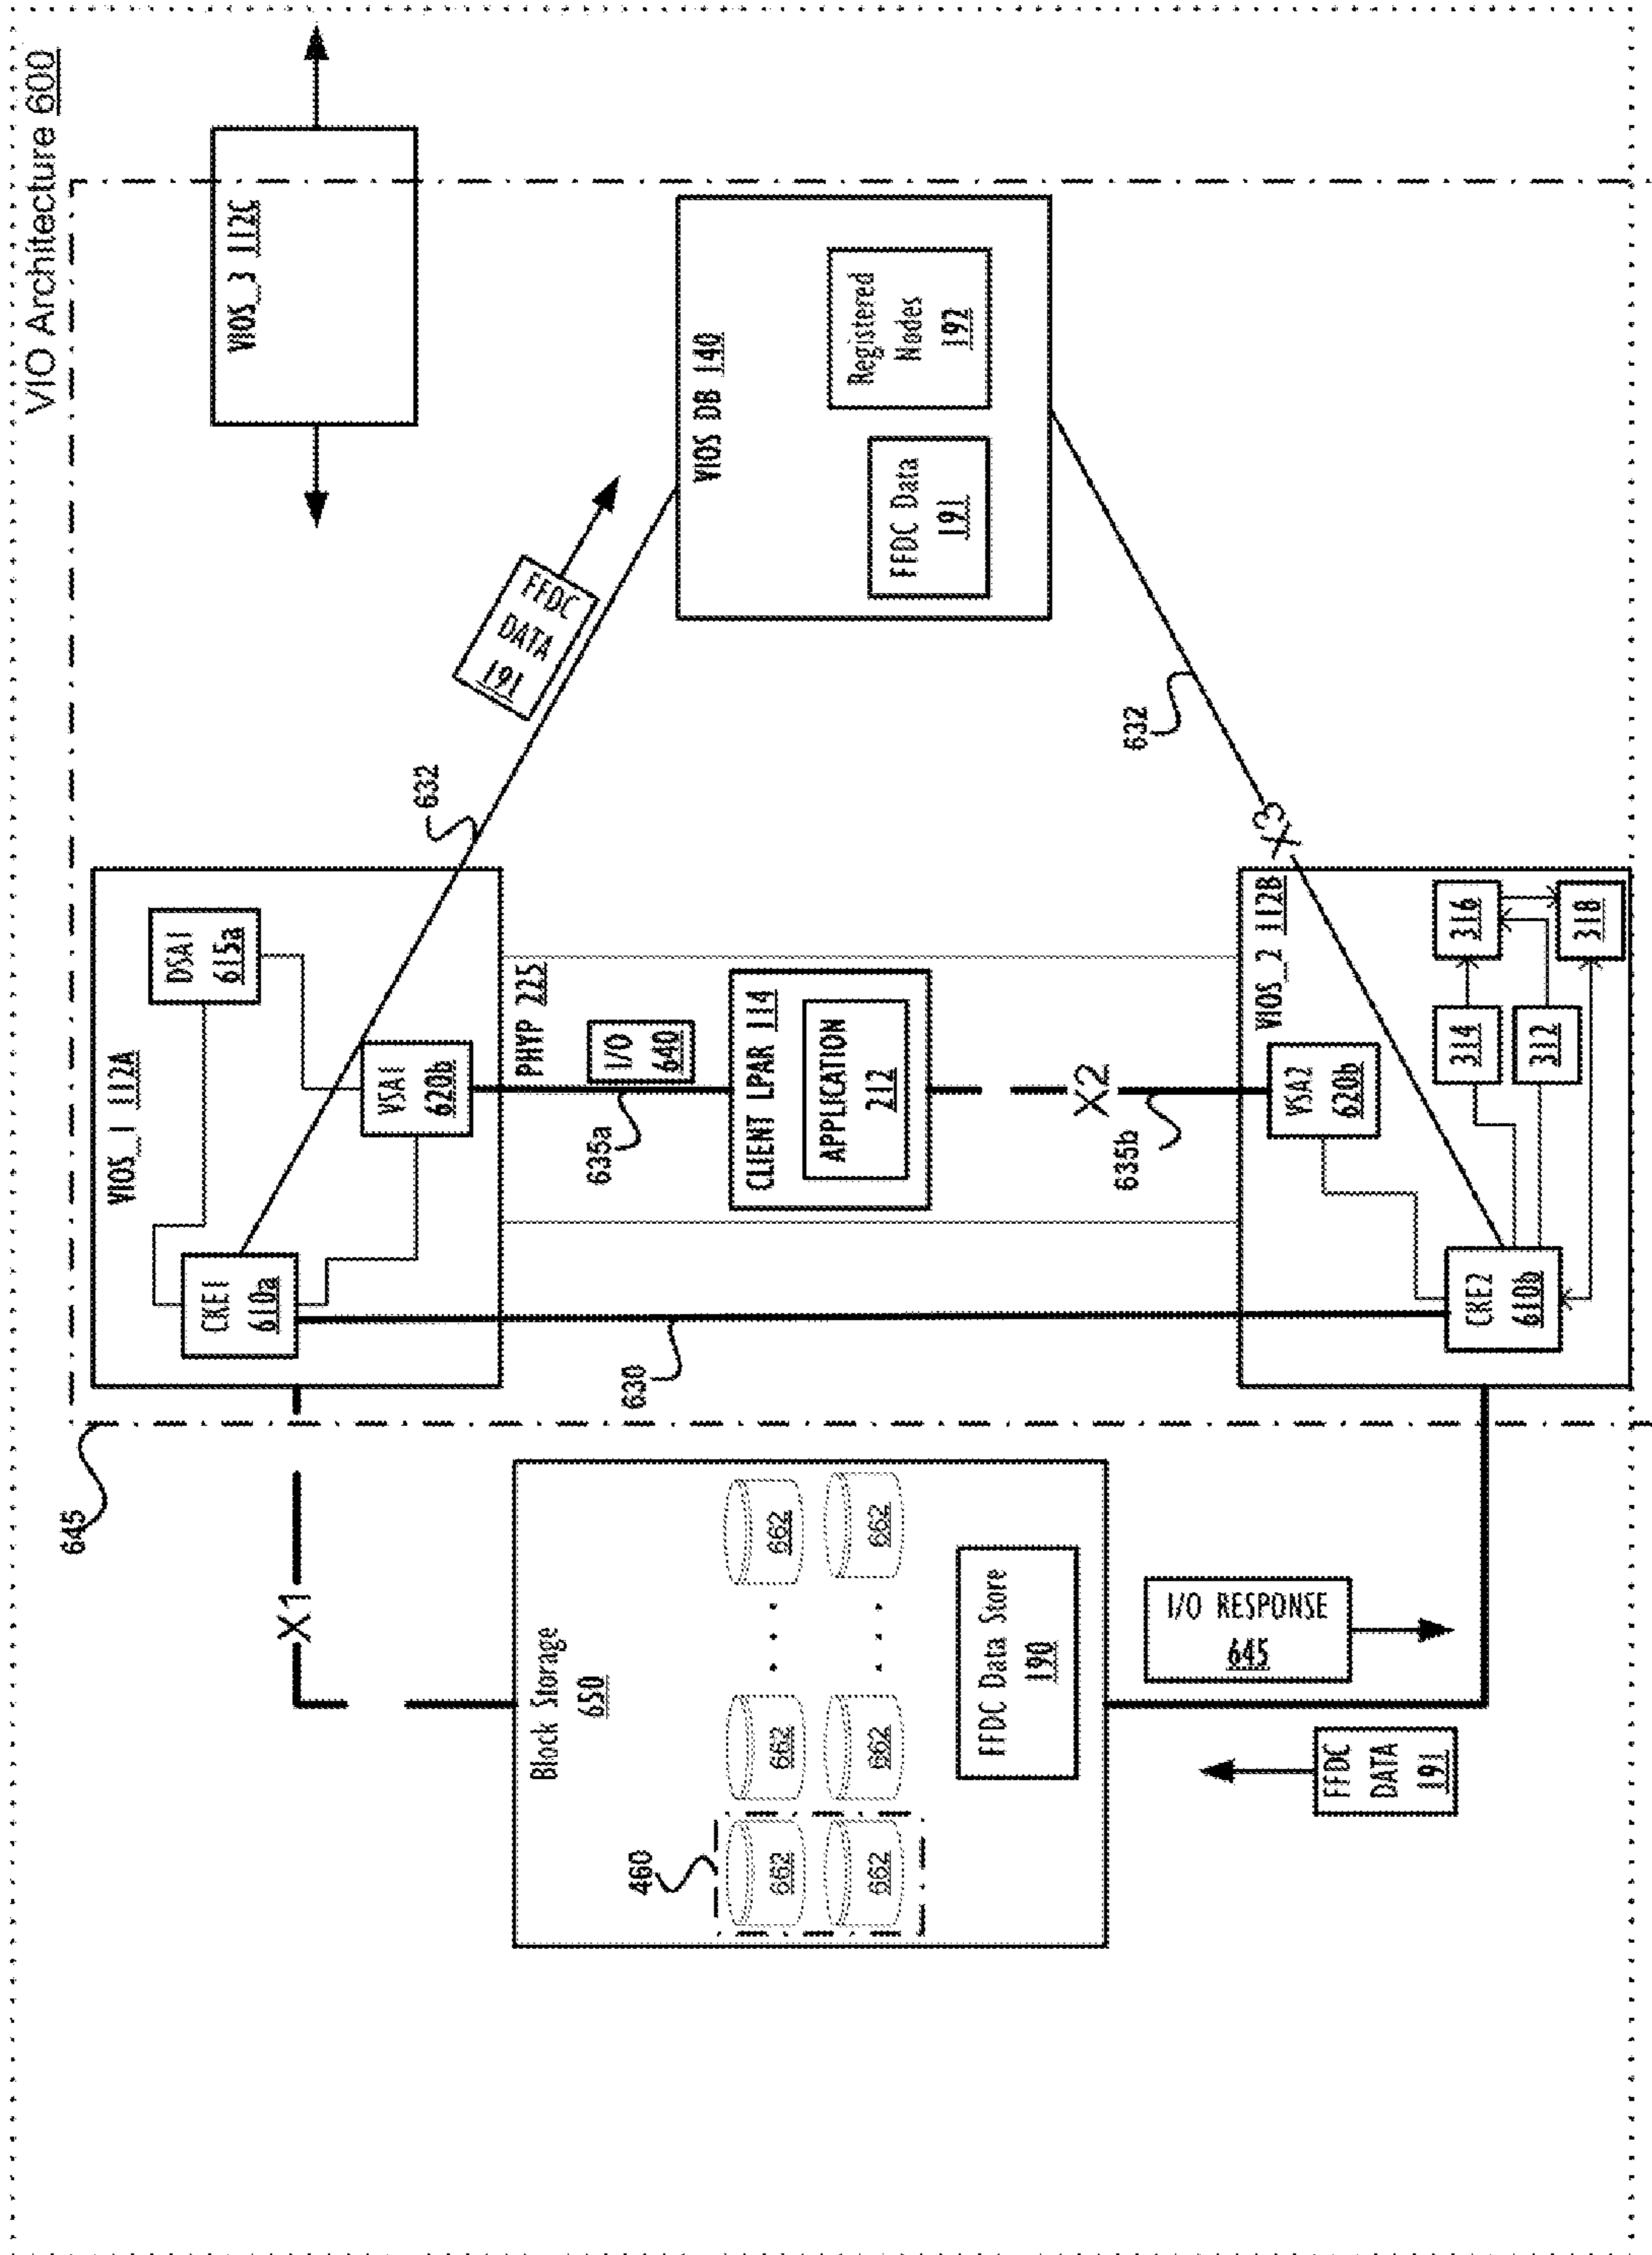 VIO Architecture 600
VIOS_3 112C
645
VIOS_1 112A
CKE1
610a
DSA1
615a
VSA1
620b
632
FFDC
DATA
191
X1
Block Storage
650
460
662
662
662
662
662
662
FFDC Data Store
190
630
PHYP 225
635a
I/O
640
CLIENT LPAR 114
APPLICATION
212
X2
635b
VIOS DB 140
FFDC Data
191
Registered
Nodes
192
632
X3
VIOS_2 112B
VSA2
620b
CKE2
610b
314
316
312
318
I/O RESPONSE
645
FFDC
DATA
191